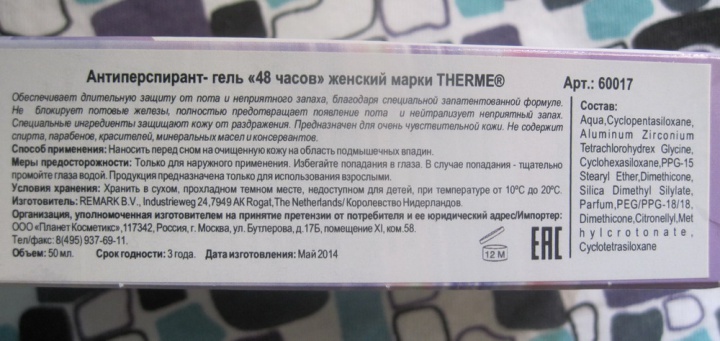 Антиперспирант- гель «48 часов» женский марки THERME®
Арт.: 60017
Обеспечивает длительную защиту от пота и неприятного запаха, благодаря специальной запатентованной формуле.
Не блокирует потовые железы, полностью предотвращает появление пота и нейтрализует неприятный запах.
Специальные ингредиенты защищают кожу от раздражения. Предназначен для очень чувствительной кожи. Не содержит
спирта, парабенов, красителей, минеральных масел и консервантов.
Способ применения: Наносить перед сном на очищенную кожу на область подмышечных впадин.
Меры предосторожности: Только для наружного применения. Избегайте попадания в глаза. В случае попадания - тщательно
промойте глаза водой. Продукция предназначена только для использования взрослыми.
Условия хранения: Хранить в сухом, прохладном темном месте, недоступном для детей, при температуре от 10ºС до 20ºС.
Изготовитель: REMARK B.V., Industrieweg 24,7949 AK Rogat,The Netherlands/ Королевство Нидерландов.
Организация, уполномоченная изготовителем на принятие претензии от потребителя и ее юридический адрес/Импортер:
ООО «Планет Косметикс»,117342, Россия, г. Москва, ул. Бутлерова, д.17Б, помещение XI, ком.58.
Тел/факс: 8(495) 937-69-11.
Объем: 50 мл. Срок годности: 3 года. Дата изготовления: Май 2014
12 M
EAC
Состав:
Aqua,Cyclopentasiloxane,
Aluminum Zirconium
Tetrachlorohydrex Glycine,
Cyclohexasiloxane,PPG-15
Stearyl Ether,Dimethicone,
Silica Dimethyl Silylate,
Parfum,PEG/PPG-18/18,
Dimethicone,Citronellyl,Met
hylcrotonate,
Cyclotetrasiloxane